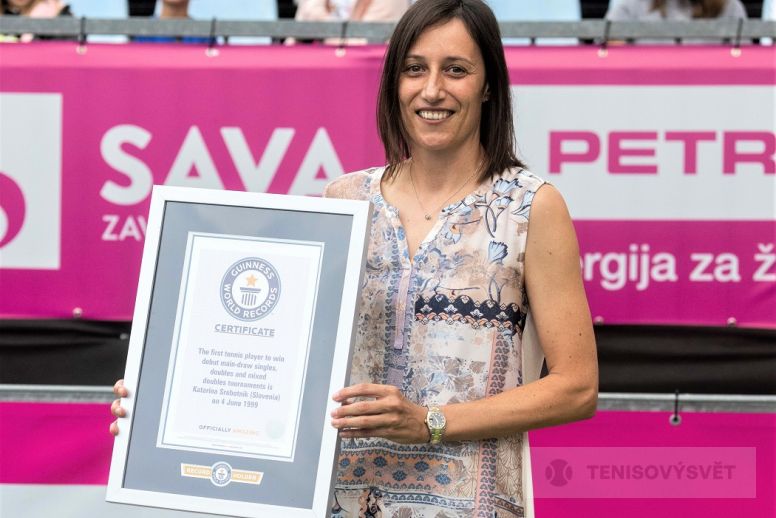 SAVA
ZAV
PETR
ergija za ž
GUINNESS
WORLD RECORDS
CERTIFICATE
The first tennis player to win
debut main-draw singles,
doubles and mixed
doubles tournaments is
Katarina Srebotnik (Slovenia)
on 4 June 1999
OFFICIALLY AMAZING
RECORD HOLDER
TENISOVÝSVĚT